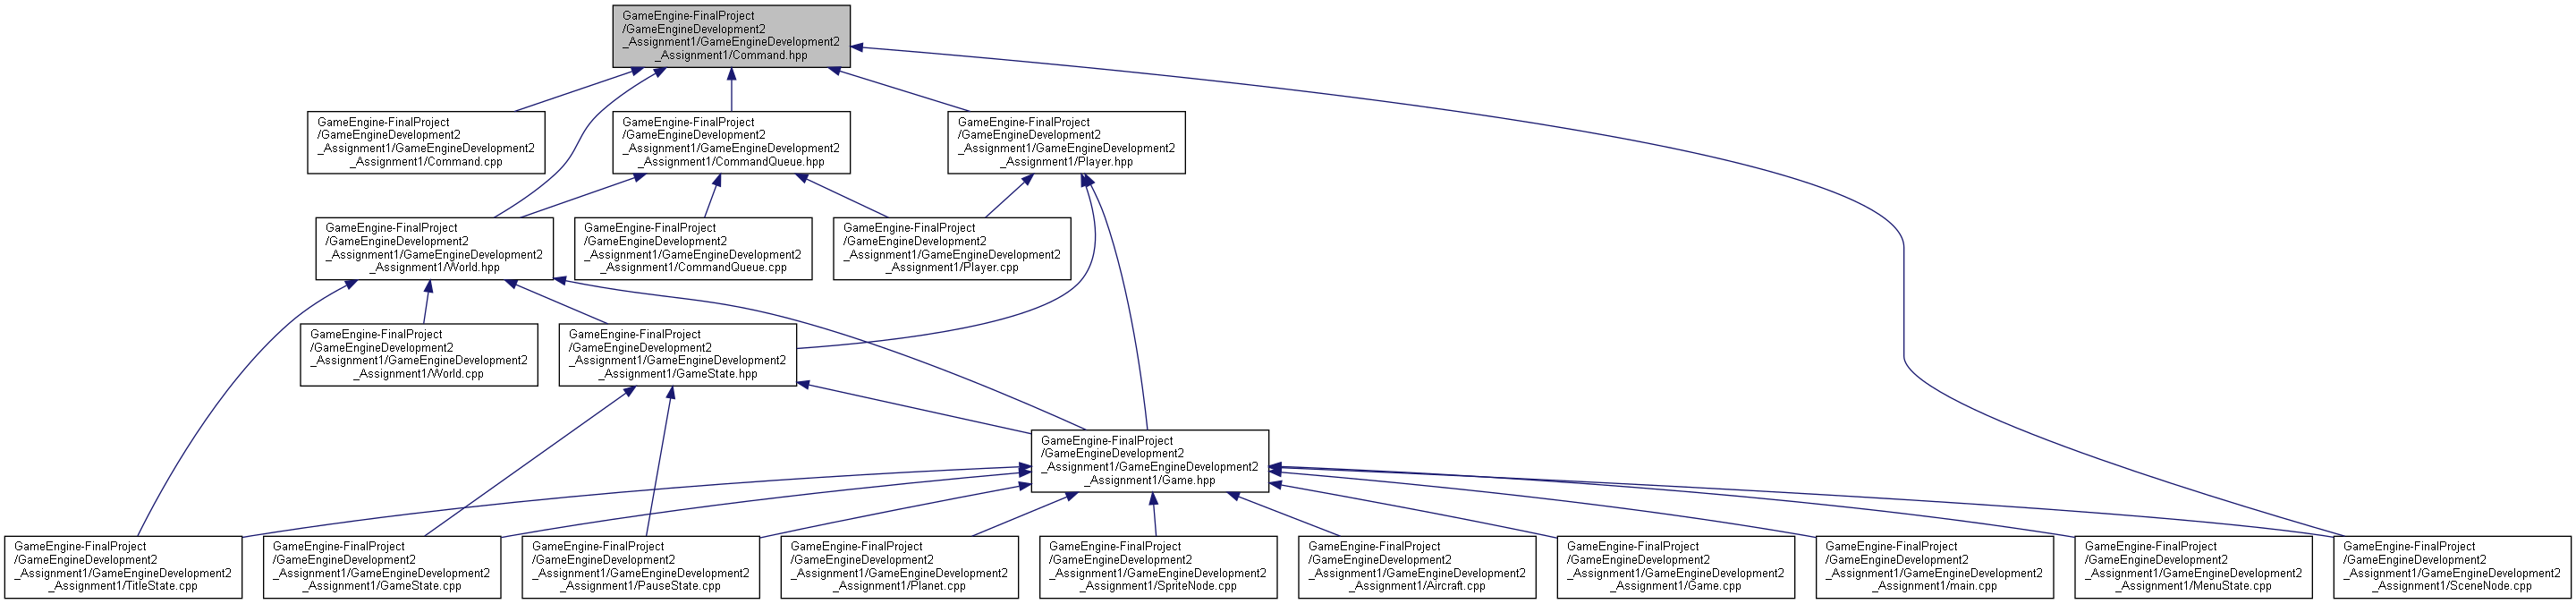 GameEngine-FinalProject
/GameEngineDevelopment2
_Assignment1/GameEngineDevelopment2
_Assignment1/Command.hpp
GameEngine-FinalProject
/GameEngineDevelopment2
_Assignment1/GameEngineDevelopment2
_Assignment1/Command.cpp
GameEngine-FinalProject
/GameEngineDevelopment2
_Assignment1/GameEngineDevelopment2
_Assignment1/CommandQueue.hpp
GameEngine-FinalProject
/GameEngineDevelopment2
_Assignment1/GameEngineDevelopment2
_Assignment1/Player.hpp
GameEngine-FinalProject
/GameEngineDevelopment2
_Assignment1/GameEngineDevelopment2
_Assignment1/World.hpp
GameEngine-FinalProject
/GameEngineDevelopment2
_Assignment1/GameEngineDevelopment2
_Assignment1/CommandQueue.cpp
GameEngine-FinalProject
/GameEngineDevelopment2
_Assignment1/GameEngineDevelopment2
_Assignment1/Player.cpp
GameEngine-FinalProject
/GameEngineDevelopment2
_Assignment1/GameEngineDevelopment2
_Assignment1/World.cpp
GameEngine-FinalProject
/GameEngineDevelopment2
_Assignment1/GameEngineDevelopment2
_Assignment1/GameState.hpp
GameEngine-FinalProject
/GameEngineDevelopment2
_Assignment1/GameEngineDevelopment2
_Assignment1/Game.hpp
GameEngine-FinalProject
/GameEngineDevelopment2
_Assignment1/GameEngineDevelopment2
_Assignment1/TitleState.cpp
GameEngine-FinalProject
/GameEngineDevelopment2
_Assignment1/GameEngineDevelopment2
_Assignment1/GameState.cpp
GameEngine-FinalProject
/GameEngineDevelopment2
_Assignment1/GameEngineDevelopment2
_Assignment1/PauseState.cpp
GameEngine-FinalProject
/GameEngineDevelopment2
_Assignment1/GameEngineDevelopment2
_Assignment1/Planet.cpp
GameEngine-FinalProject
/GameEngineDevelopment2
_Assignment1/GameEngineDevelopment2
_Assignment1/SpriteNode.cpp
GameEngine-FinalProject
/GameEngineDevelopment2
_Assignment1/GameEngineDevelopment2
_Assignment1/Aircraft.cpp
GameEngine-FinalProject
/GameEngineDevelopment2
_Assignment1/GameEngineDevelopment2
_Assignment1/Game.cpp
GameEngine-FinalProject
/GameEngineDevelopment2
_Assignment1/GameEngineDevelopment2
_Assignment1/main.cpp
GameEngine-FinalProject
/GameEngineDevelopment2
_Assignment1/GameEngineDevelopment2
_Assignment1/MenuState.cpp
GameEngine-FinalProject
/GameEngineDevelopment2
_Assignment1/GameEngineDevelopment2
_Assignment1/SceneNode.cpp